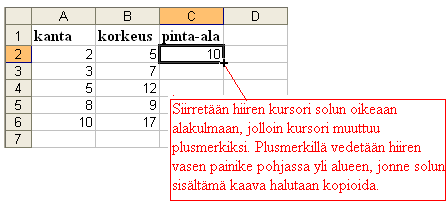 A B C D
1 kanta korkeus pinta-ala
2 2 5 10
3 3 7
4 5 12
5 8 9
6 10 17
7
Siirretään hiiren kursori solun oikeaan
alakulmaan, jolloin kursori muuttuu
plusmerkiksi. Plusmerkillä vedetään hiiren
vasen painike pohjassa yli alueen, jonne solun
sisältämä kaava halutaan kopioida.